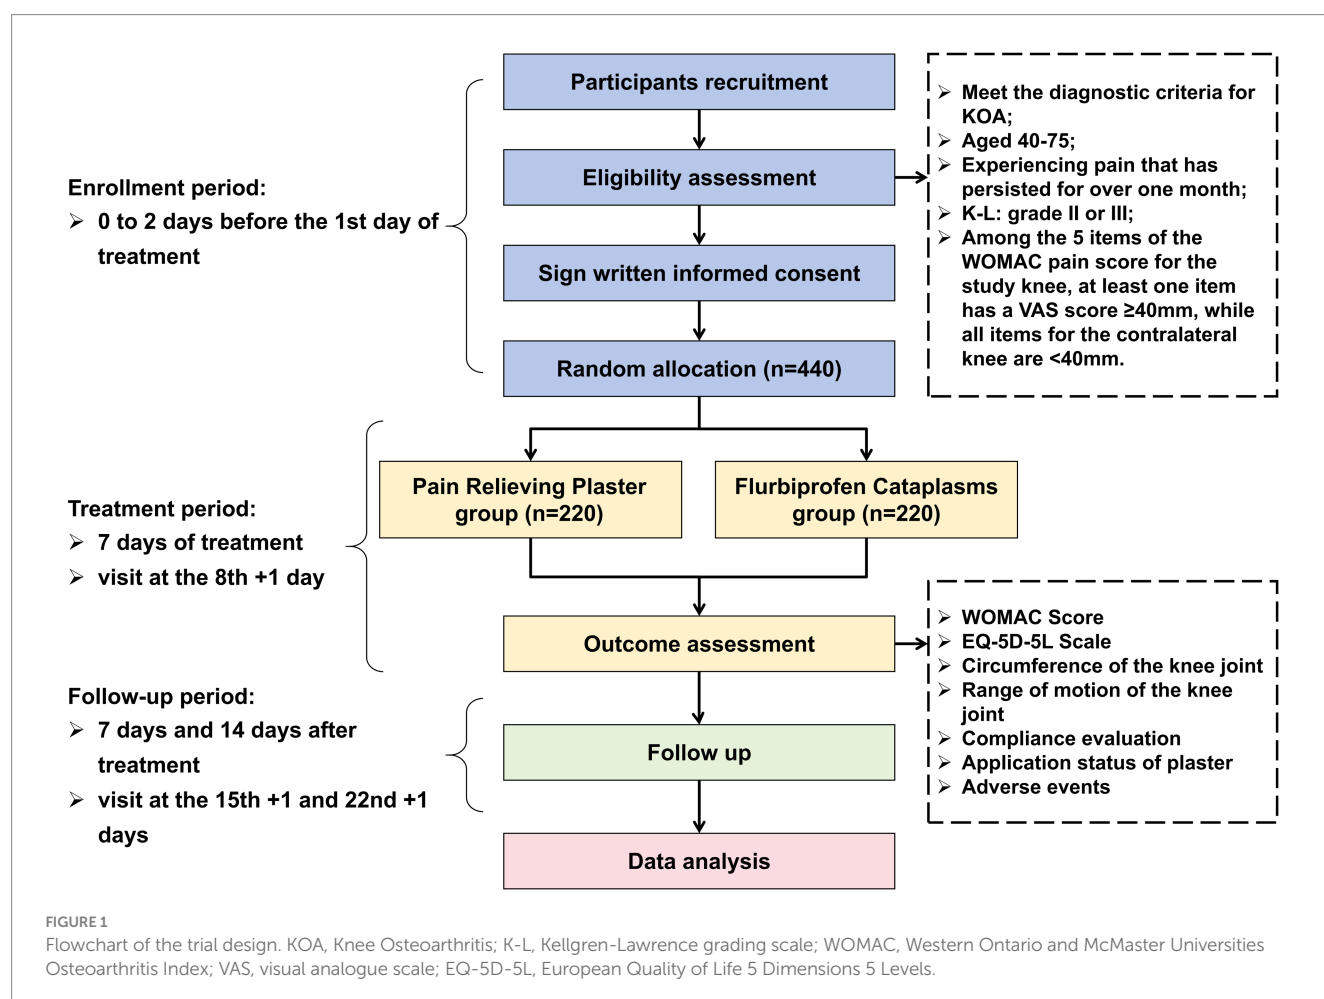 Participants recruitment
Eligibility assessment
Sign written informed consent
Random allocation (n=440)
➢ Meet the diagnostic criteria for
KOA;
➢ Aged 40-75;
➢ Experiencing pain that has
persisted for over one month;
➢ K-L: grade II or III;
➢ Among the 5 items of the
WOMAC pain score for the
study knee, at least one item
has a VAS score ≥40mm, while
all items for the contralateral
knee are <40mm.
Enrollment period:
➢ 0 to 2 days before the 1st day of
treatment
Pain Relieving Plaster
group (n=220)
Flurbiprofen Cataplasms
group (n=220)
Treatment period:
➢ 7 days of treatment
➢ visit at the 8th +1 day
Outcome assessment
➢ WOMAC Score
➢ EQ-5D-5L Scale
➢ Circumference of the knee joint
➢ Range of motion of the knee
joint
➢ Compliance evaluation
➢ Application status of plaster
➢ Adverse events
Follow-up period:
➢ 7 days and 14 days after
treatment
➢ visit at the 15th +1 and 22nd +1
days
Follow up
Data analysis
FIGURE 1
Flowchart of the trial design. KOA, Knee Osteoarthritis; K-L, Kellgren-Lawrence grading scale; WOMAC, Western Ontario and McMaster Universities
Osteoarthritis Index; VAS, visual analogue scale; EQ-5D-5L, European Quality of Life 5 Dimensions 5 Levels.